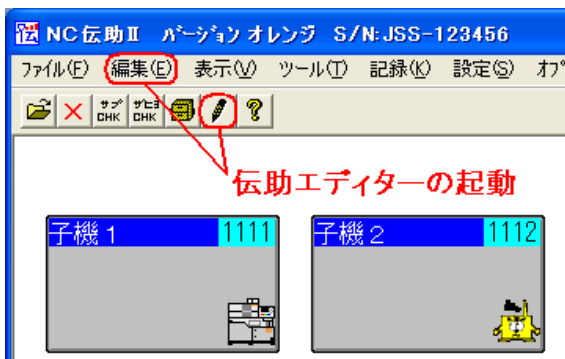 伝 NC伝助Ⅱ バージョン オレンジ S/N:JSS-123456
ファイル(F) 編集(E) 表示(V) ツール(T) 記録(K) 設定(S) オプ
サブ CHK サヒョ CHK ?
伝助エディターの起動
子機1 1111 子機2 1112